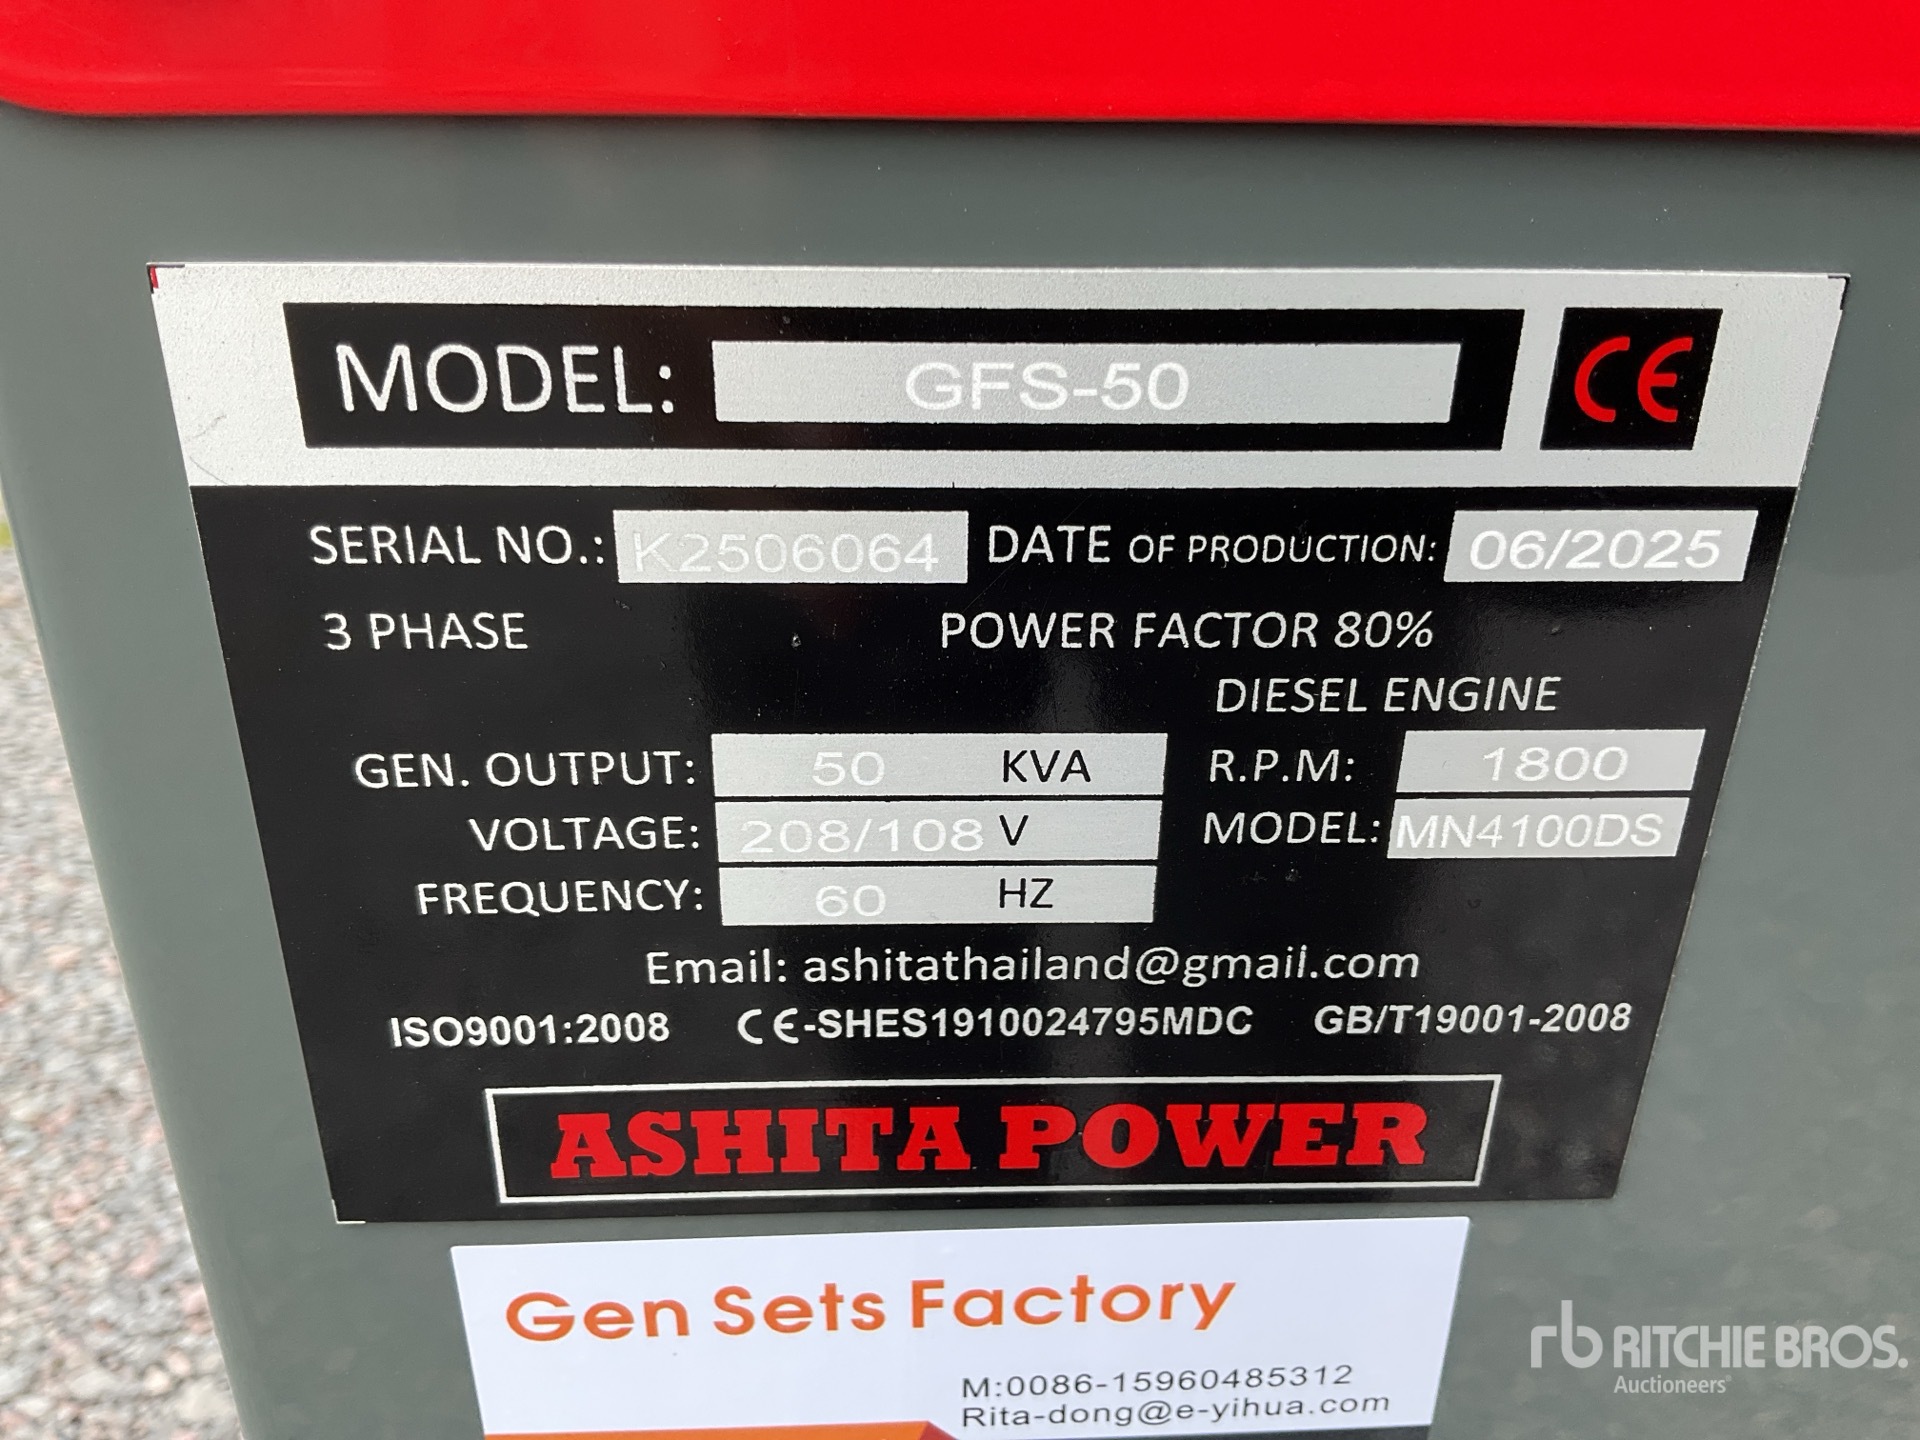 MODEL: GFS-50 CE
SERIAL NO.: K2506064 DATE OF PRODUCTION: 06/2025
3 PHASE POWER FACTOR 80%
DIESEL ENGINE
GEN. OUTPUT: 50 KVA R.P.M: 1800
VOLTAGE: 208/108 V MODEL: MN4100DS
FREQUENCY: 60 HZ
Email: ashitathailand@gmail.com
ISO9001:2008 CE-SHES1910024795MDC GB/T19001-2008
ASHITA POWER
Gen Sets Factory
M:0086-15960485312
Rita-dong@e-yihua.com
rb RITCHIE BROS.
Auctioneers